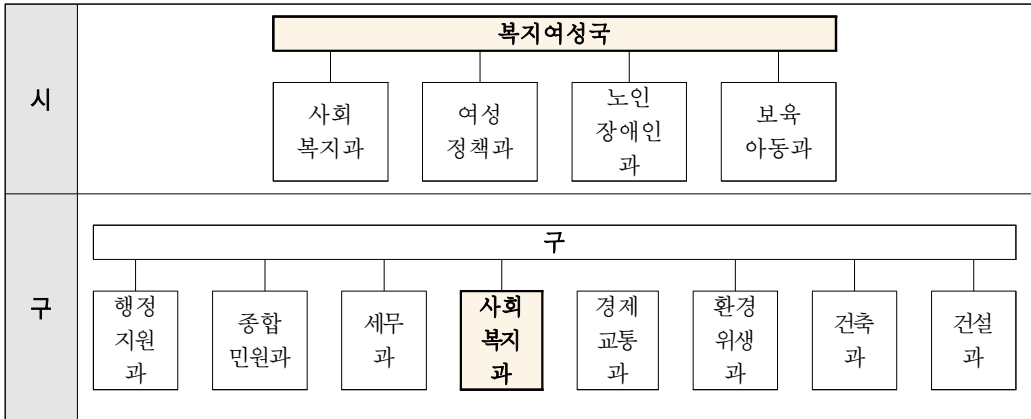 시
복지여성국
사회
복지과
여성
정책과
노인
장애인
과
보육
아동과
구
구
행정
지원
과
종합
민원과
세무
과
사회
복지
과
경제
교통
과
환경
위생
과
건축
과
건설
과